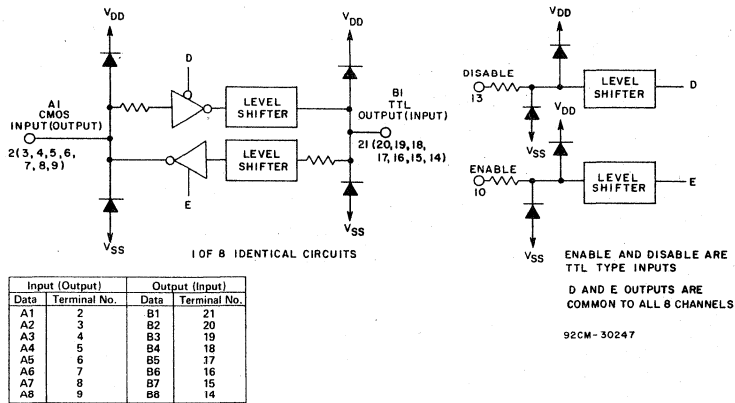 VDD
VDD
D
A1
CMOS
INPUT(OUTPUT)
LEVEL
SHIFTER
B1
TTL
OUTPUT(INPUT)
2(3,4,5,6,
7,8,9)
21 (20,19,18,
17,16,15,14)
LEVEL
SHIFTER
E
VSS
VSS
1 OF 8 IDENTICAL CIRCUITS
VDD
DISABLE
13
LEVEL
SHIFTER
D
VSS
VDD
ENABLE
10
LEVEL
SHIFTER
E
VSS
ENABLE AND DISABLE ARE
TTL TYPE INPUTS
D AND E OUTPUTS ARE
COMMON TO ALL 8 CHANNELS
92CM-30247
Input (Output) Output (Input)
Data Terminal No. Data Terminal No.
A1 2 B1 21
A2 3 B2 20
A3 4 B3 19
A4 5 B4 18
A5 6 B5 17
A6 7 B6 16
A7 8 B7 15
A8 9 B8 14